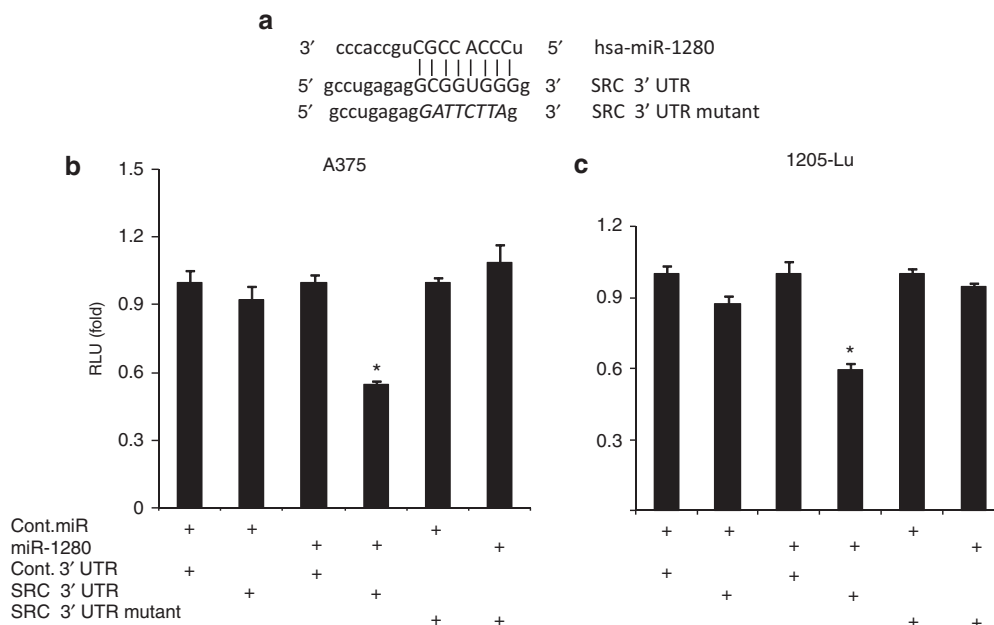 a
3′ cccaccguCGCC ACCCu 5′ hsa-miR-1280
5′ gccugagagGCGGUGGGg 3′ SRC 3′ UTR
5′ gccugagagGATTCTTAg 3′ SRC 3′ UTR mutant
b
A375
RLU (fold)
1.5
1.2
0.9
0.6
0.3
0
*
c
1205-Lu
1.2
0.9
0.6
0.3
*
Cont.miR + + + + + +
miR-1280 + + + + + +
Cont. 3′ UTR + + + +
SRC 3′ UTR + + + +
SRC 3′ UTR mutant + + + +